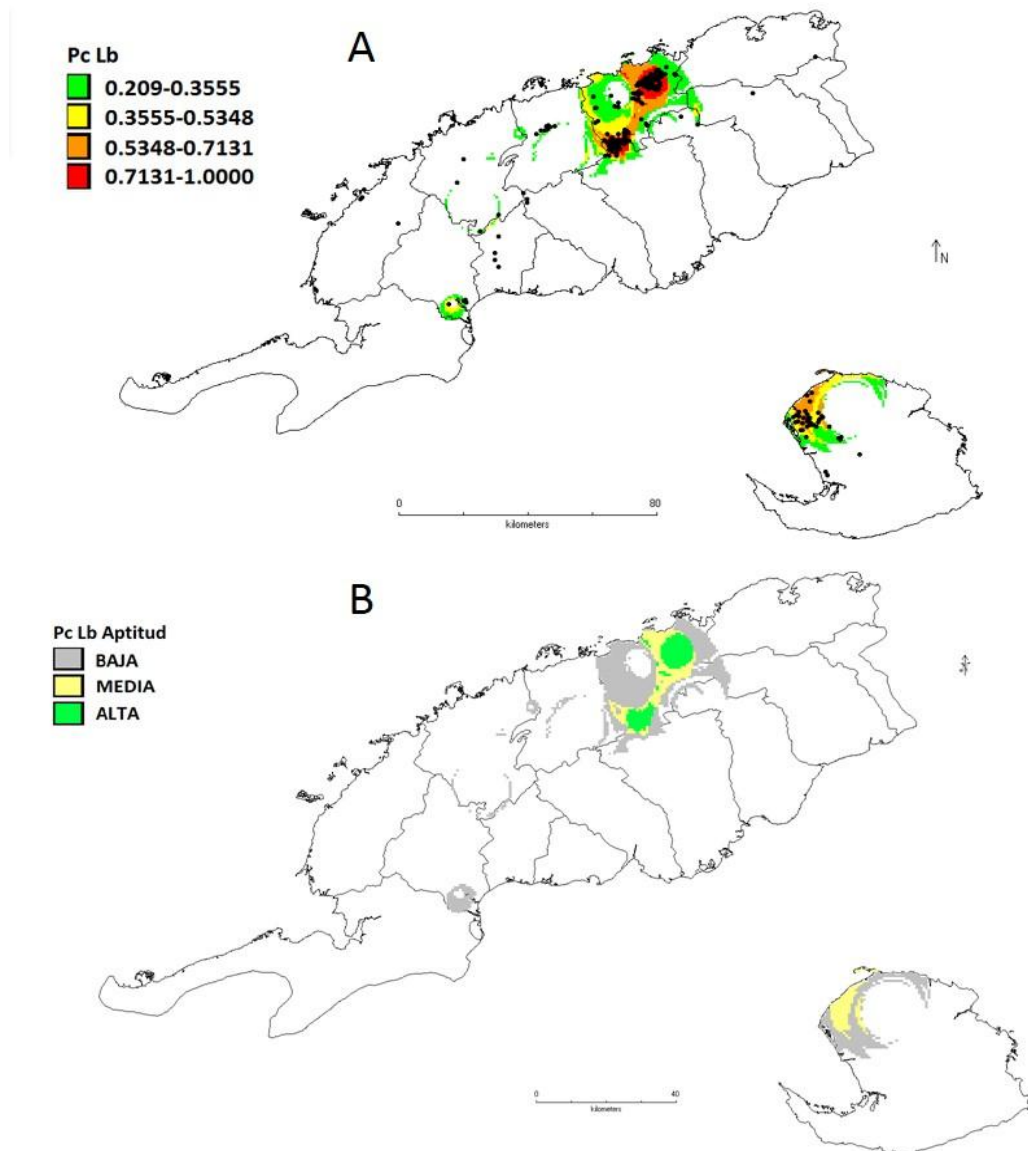 A
Pc Lb
0.209-0.3555
0.3555-0.5348
0.5348-0.7131
0.7131-1.0000
N
0 80
kilometers
B
Pc Lb Aptitud
BAJA
MEDIA
ALTA
0 40
kilometers